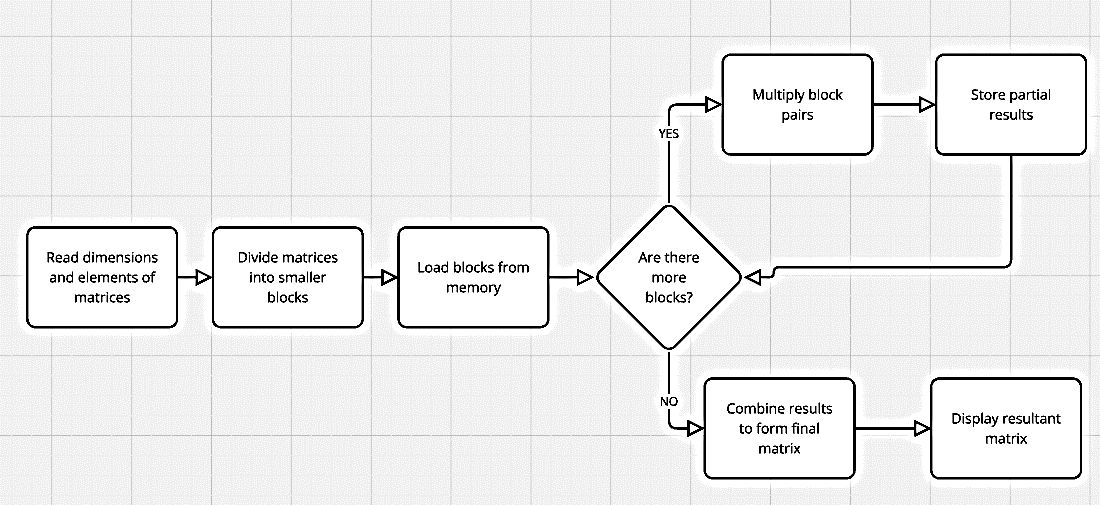 Read dimensions
and elements of
matrices
Divide matrices
into smaller
blocks
Load blocks from
memory
Are there
more
blocks?
YES
Multiply block
pairs
Store partial
results
NO
Combine results
to form final
matrix
Display resultant
matrix